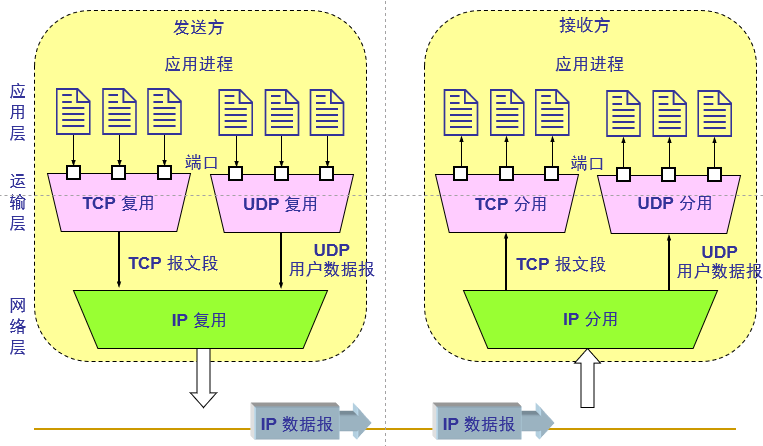 发送方
接收方
应用进程
应用进程
应用层
端口
端口
运输层
TCP 复用
UDP 复用
TCP 分用
UDP 分用
TCP 报文段
UDP
用户数据报
TCP 报文段
UDP
用户数据报
网络层
IP 复用
IP 分用
IP 数据报
IP 数据报